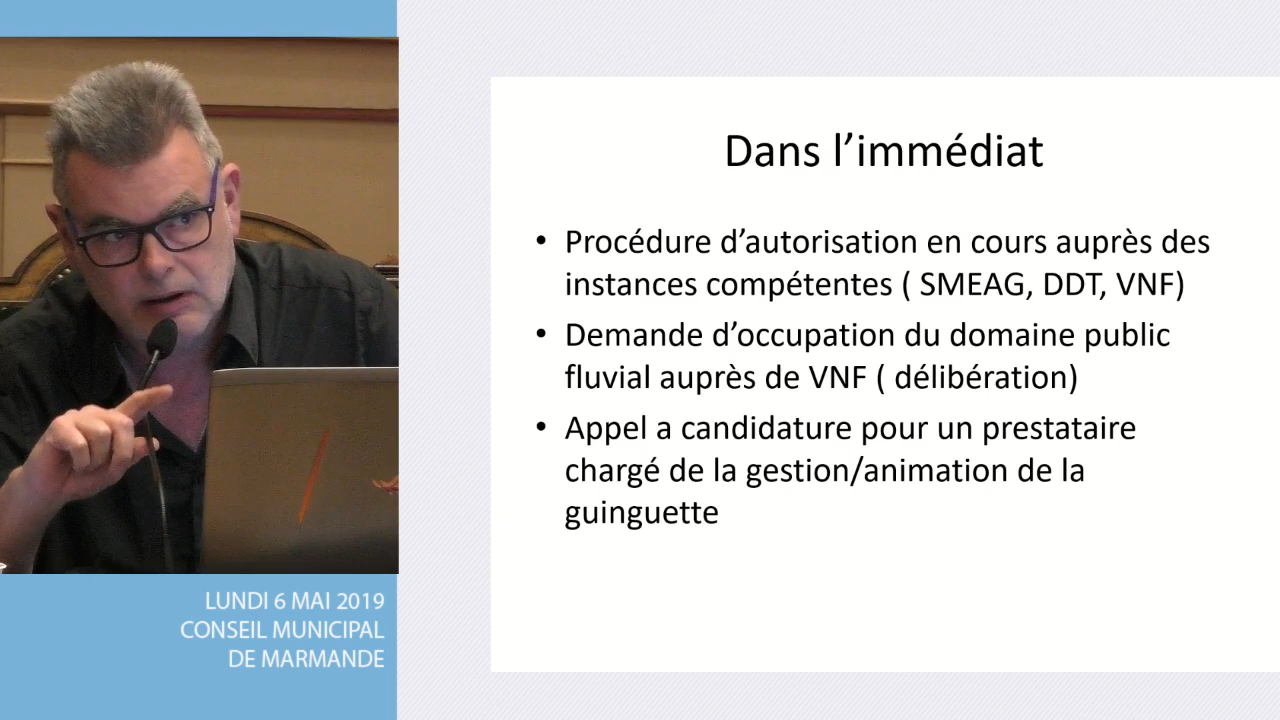 Dans l’immédiat
• Procédure d’autorisation en cours auprès des
instances compétentes ( SMEAG, DDT, VNF)
• Demande d’occupation du domaine public
fluvial auprès de VNF ( délibération)
• Appel a candidature pour un prestataire
chargé de la gestion/animation de la
guinguette
LUNDI 6 MAI 2019
CONSEIL MUNICIPAL
DE MARMANDE